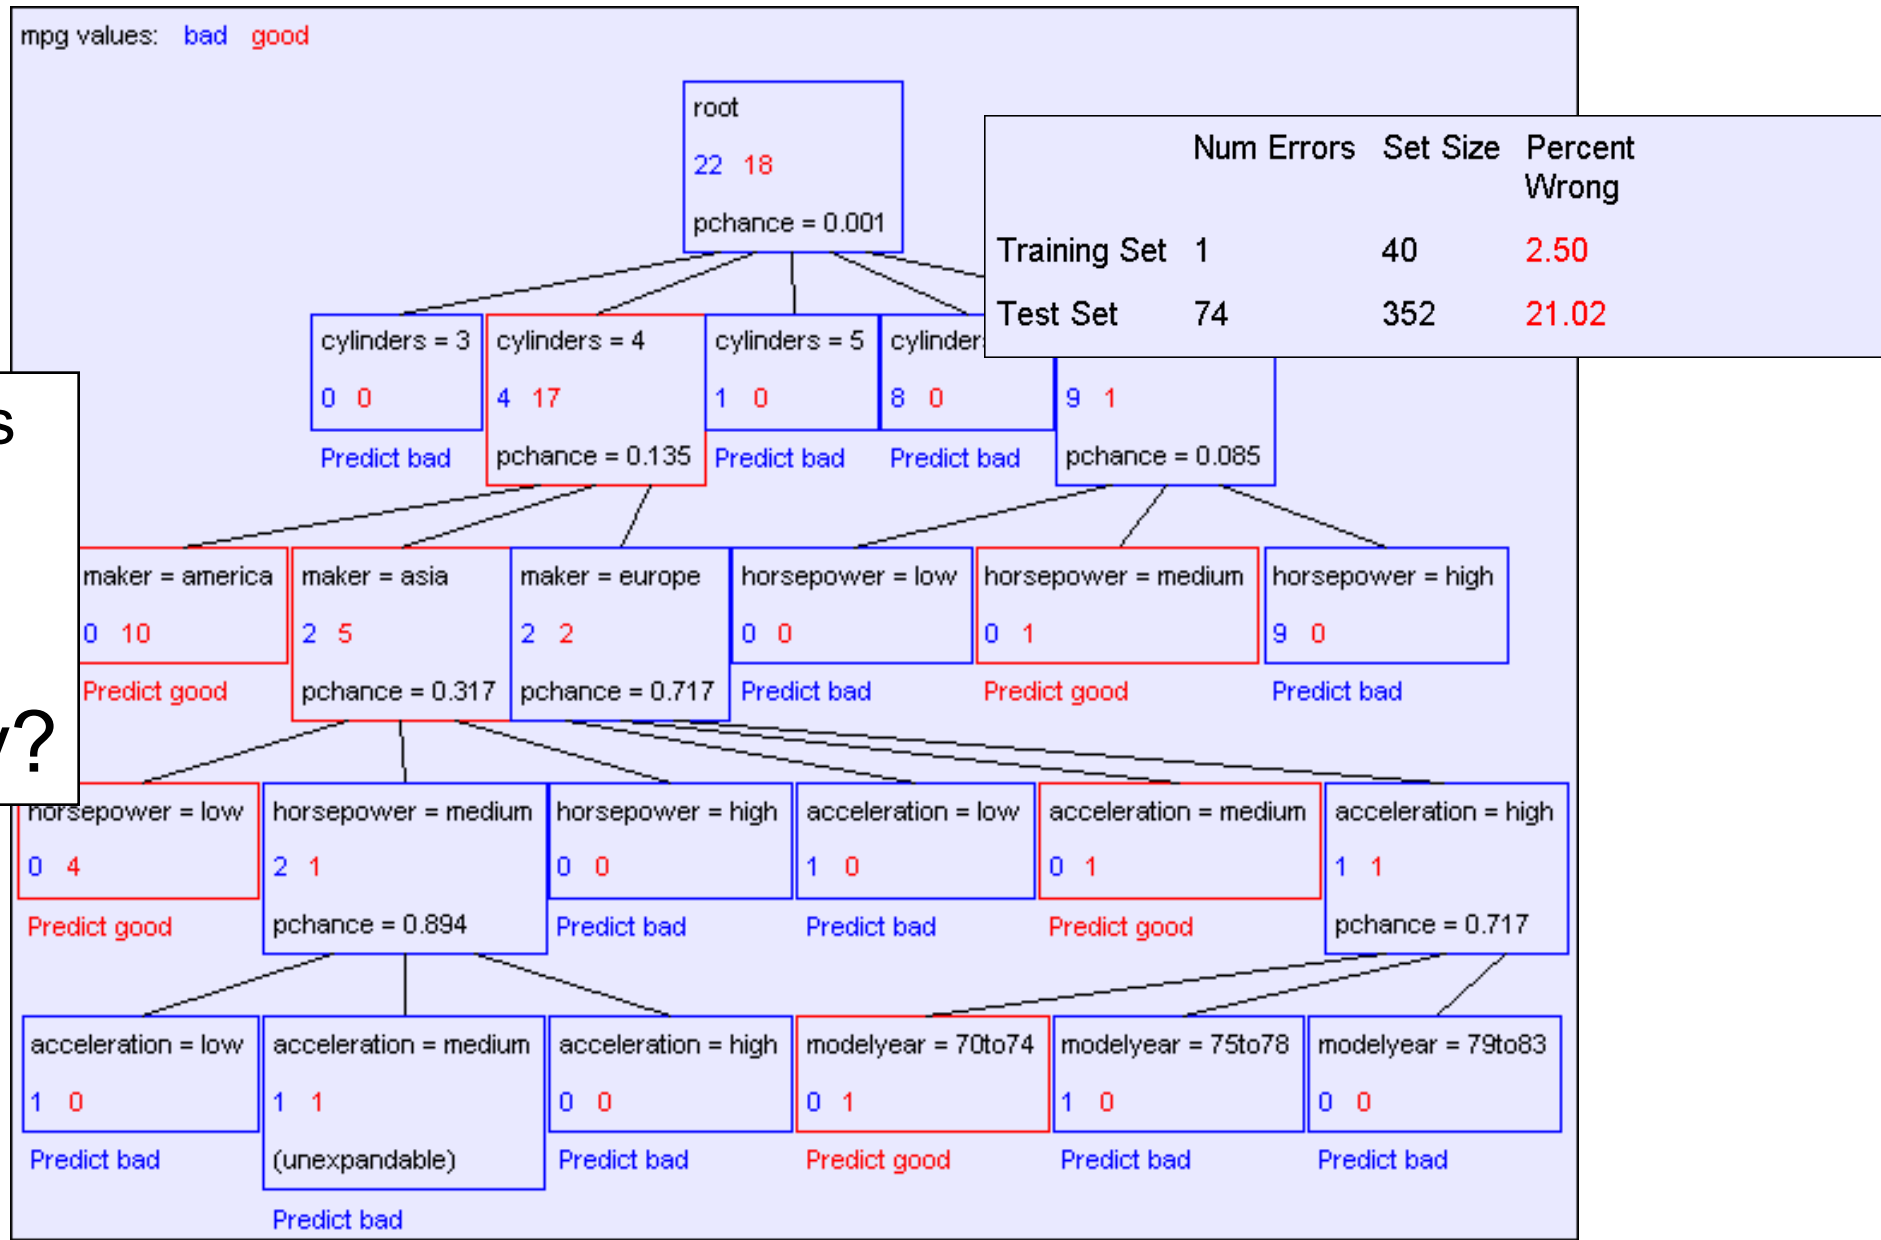 mpg values: bad good
root
22 18
pchance = 0.001
Num Errors Set Size Percent
Wrong
Training Set 1 40 2.50
Test Set 74 352 21.02
cylinders = 3 cylinders = 4 cylinders = 5
0 0 4 17 1 0 8 0 9 1
Predict bad pchance = 0.135 Predict bad Predict bad pchance = 0.085
s
maker = america maker = asia maker = europe horsepower = low horsepower = medium horsepower = high
0 10 2 5 2 2 0 0 0 1 9 0
Predict good pchance = 0.317 pchance = 0.717 Predict bad Predict good Predict bad
y?
horsepower = low horsepower = medium horsepower = high acceleration = low acceleration = medium acceleration = high
0 4 2 1 0 0 1 0 0 1 1 1
Predict good pchance = 0.894 Predict bad Predict bad Predict good pchance = 0.717
acceleration = low acceleration = medium acceleration = high modelyear = 70to74 modelyear = 75to78 modelyear = 79to83
1 0 1 1 0 0 0 1 1 0 0 0
Predict bad (unexpandable) Predict bad Predict good Predict bad Predict bad
Predict bad